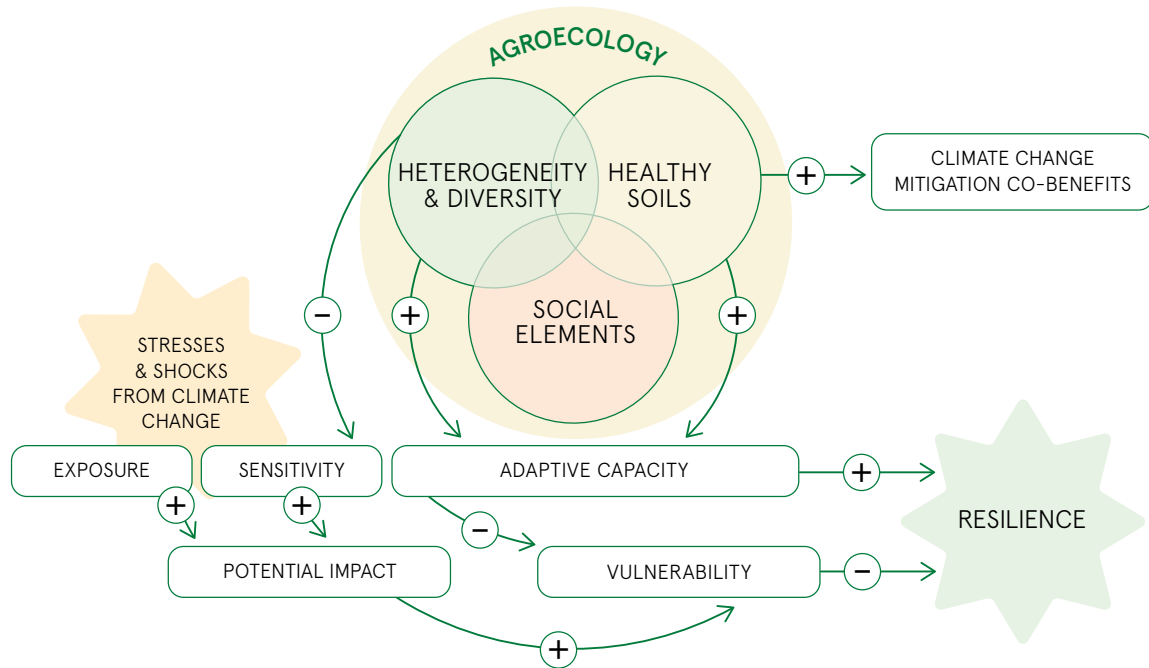 AGROECOLOGY
HETEROGENEITY
& DIVERSITY
HEALTHY
SOILS
+
CLIMATE CHANGE
MITIGATION CO-BENEFITS
SOCIAL
ELEMENTS
−
+
+
STRESSES
& SHOCKS
FROM CLIMATE
CHANGE
EXPOSURE
SENSITIVITY
ADAPTIVE CAPACITY
+
+
+
−
RESILIENCE
POTENTIAL IMPACT
VULNERABILITY
−
+